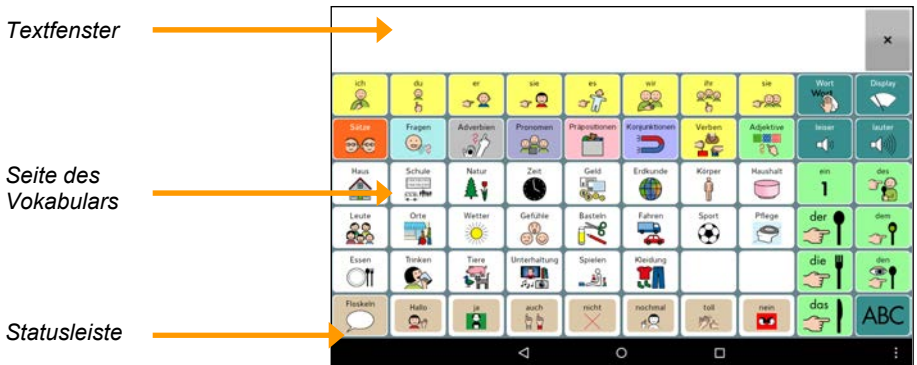 Textfenster
×
ich du er sie es wir ihr sie Wort Display
Wort
Sätze Fragen Adverbien Pronomen Präpositionen Konjunktionen Verben Adjektive leiser lauter
Seite des
Vokabulars
Haus Schule Natur Zeit Geld Erdkunde Körper Haushalt ein des
1
Leute Orte Wetter Gefühle Basteln Fahren Sport Pflege der dem
Essen Trinken Tiere Unterhaltung Spielen Kleidung die den
Floskeln Hallo ja auch nicht nochmal toll nein das ABC
Statusleiste